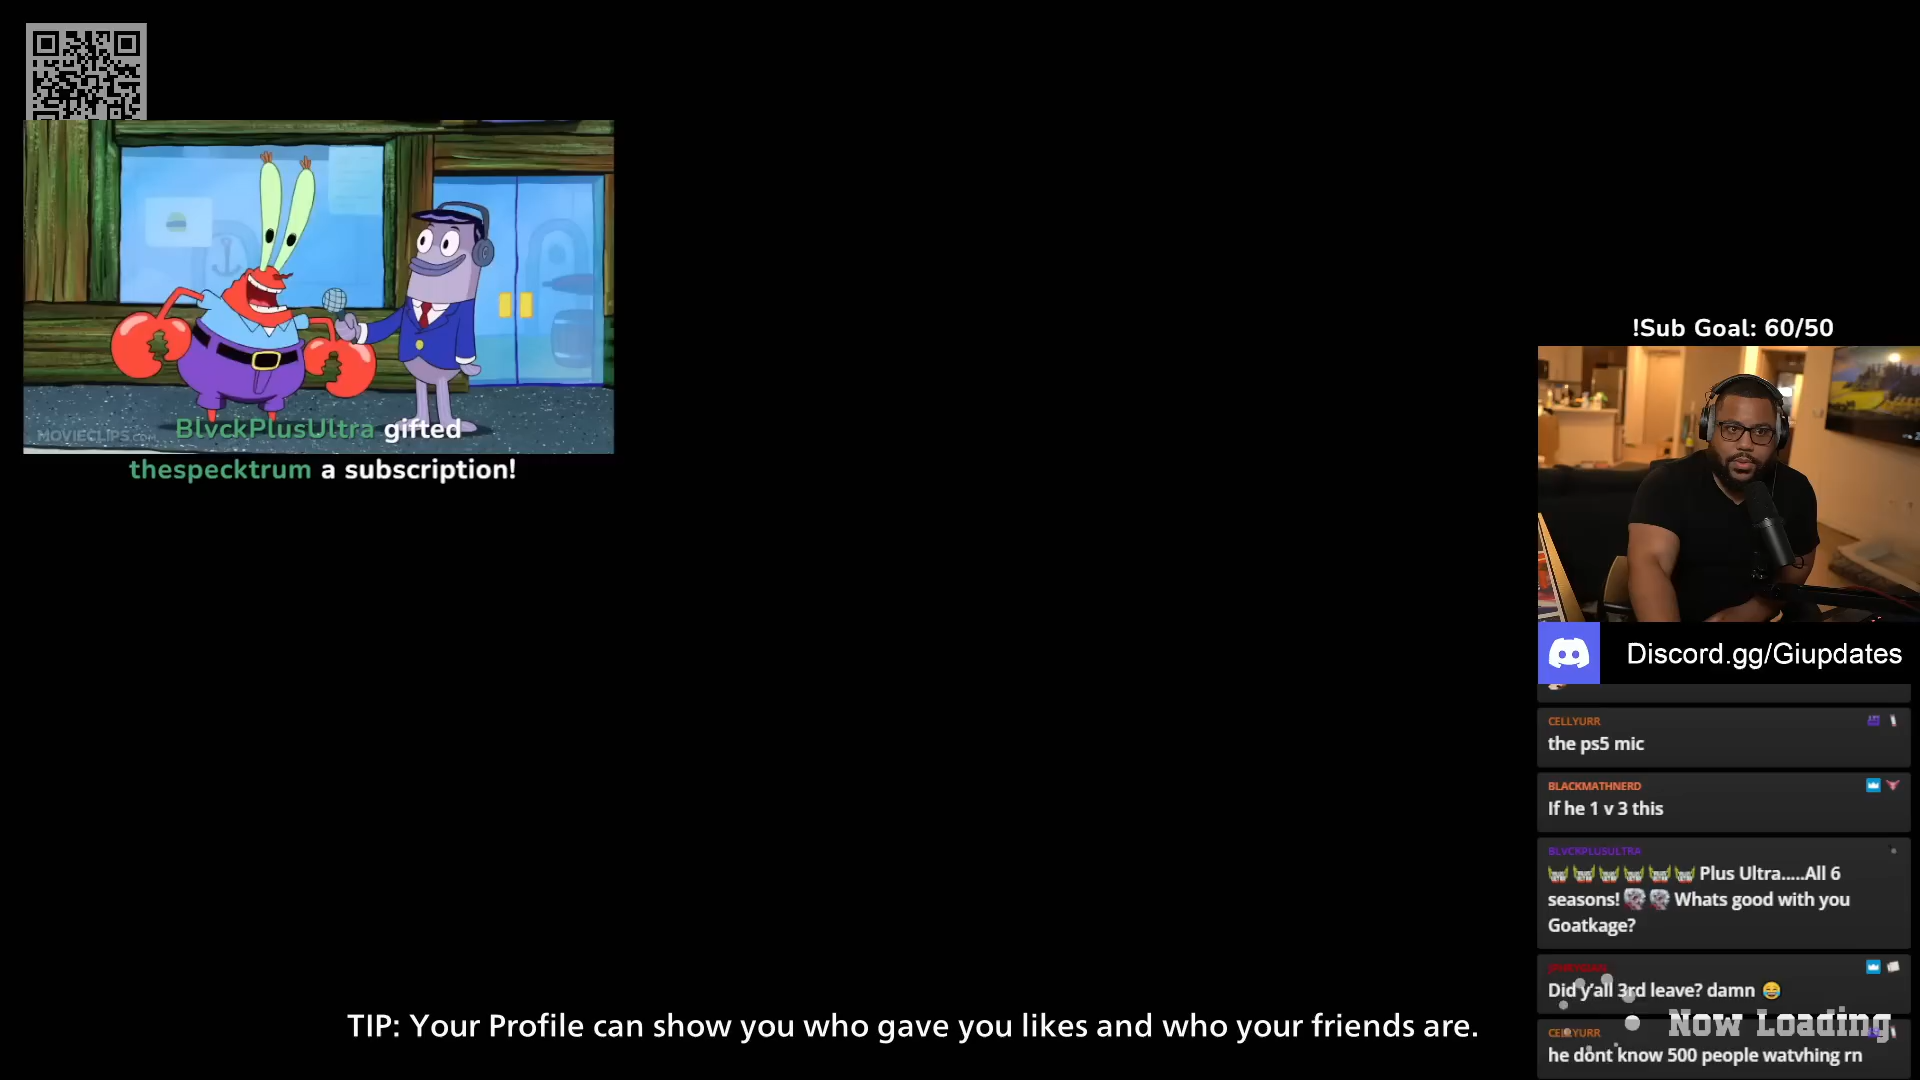 MOVIECLIPS.COM
BlvckPlusUltra gifted
thespecktrum a subscription!
!Sub Goal: 60/50
Discord.gg/Giupdates
CELLYURR
the ps5 mic
BLACKMATHNERD
If he 1 v 3 this
BLVCKPLUSULTRA
Plus Ultra.....All 6
seasons! Whats good with you
Goatkage?
Did y'all 3rd leave? damn 😂
CELLYURR
he dont know 500 people watvhing rn
TIP: Your Profile can show you who gave you likes and who your friends are.
Now Loading